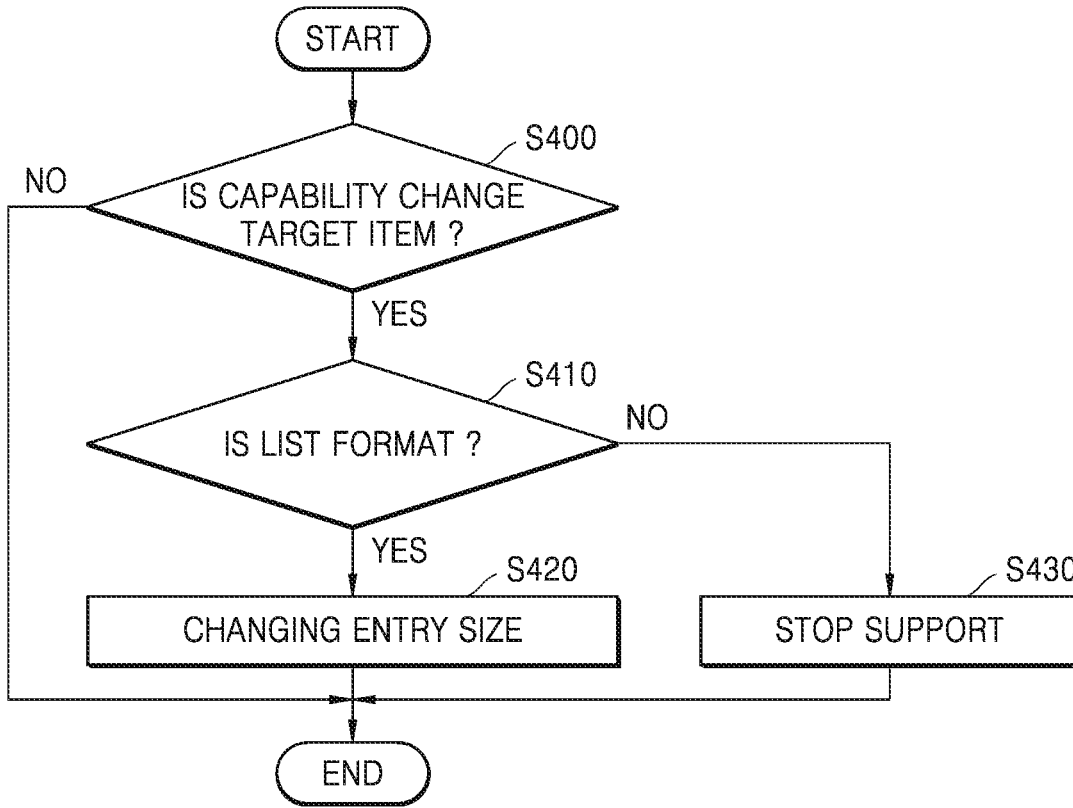 START
S400
NO
IS CAPABILITY CHANGE
TARGET ITEM ?
YES
S410
NO
IS LIST FORMAT ?
YES
S420
S430
CHANGING ENTRY SIZE
STOP SUPPORT
END